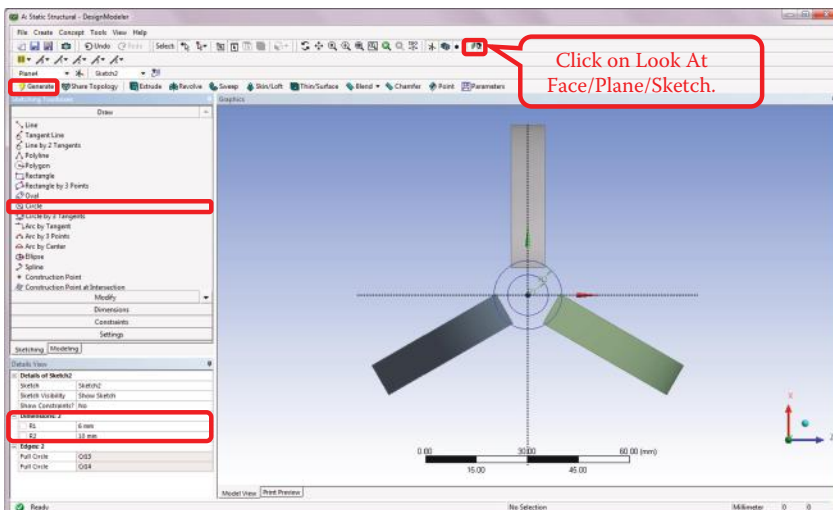 A: Static Structural - DesignModeler
File Create Concept Tools View Help
Undo Redo Select:
Plane4 Sketch2
Generate Share Topology Extrude Revolve Sweep Skin/Loft Thin/Surface Blend Chamfer Point Parameters
Click on Look At
Face/Plane/Sketch.
Sketching Toolboxes
Graphics
Draw
Line
Tangent Line
Line by 2 Tangents
Polyline
Polygon
Rectangle
Rectangle by 3 Points
Oval
Circle
Circle by 3 Tangents
Arc by Tangent
Arc by 3 Points
Arc by Center
Ellipse
Spline
Construction Point
Construction Point at Intersection
Modify
Dimensions
Constraints
Settings
Sketching Modeling
Details View
Details of Sketch2
Sketch Sketch2
Sketch Visibility Show Sketch
Show Constraints? No
Dimensions: 2
R1 6 mm
R2 10 mm
Edges: 2
Full Circle Cr13
Full Circle Cr14
0.00 30.00 60.00 (mm)
15.00 45.00
X
Z
Model View Print Preview
Ready No Selection Millimeter 0 0